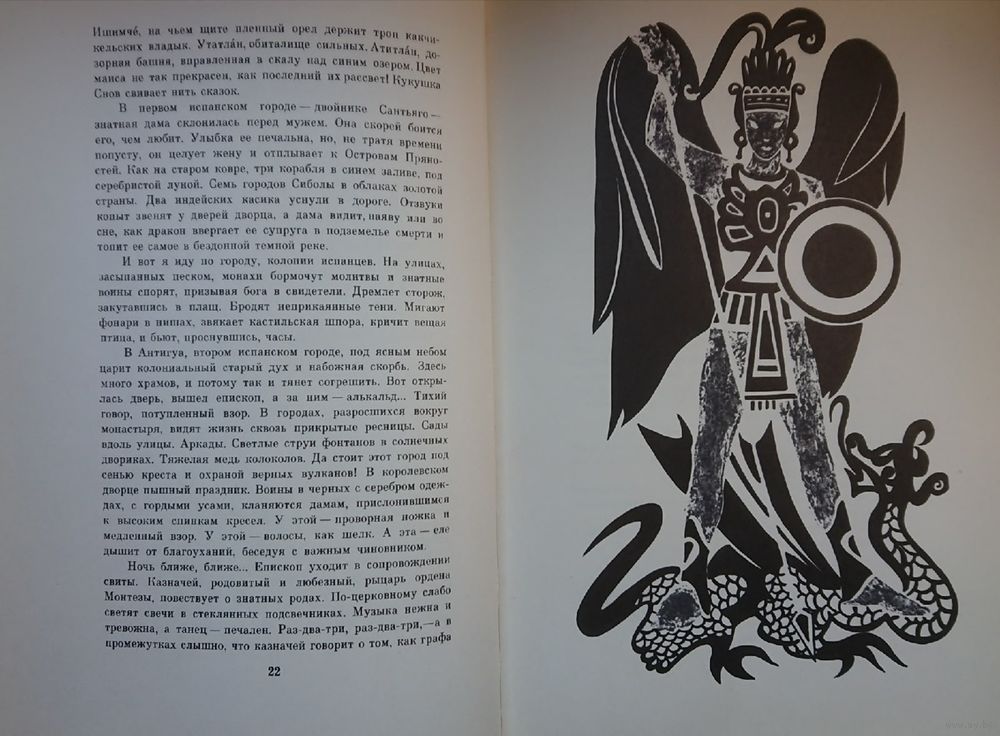 Ишимчé, на чьем щите пленный орел держит трон какчи-
кельских владык. Утатлáн, обиталище сильных. Атитлáн, до-
зорная башня, вправленная в скалу над синим озером. Цвет
маиса не так прекрасен, как последний их рассвет! Кукушка
Снов свивает нить сказок.
В первом испанском городе — двойнике Сантьяго —
знатная дама склонилась перед мужем. Она скорей боится
его, чем любит. Улыбка ее печальна, но, не тратя времени
попусту, он целует жену и отплывает к Островам Пряно-
стей. Как на старом ковре, три корабля в синем заливе, под
серебристой луной. Семь городов Сиболы в облаках золотой
страны. Два индейских касика уснули в дороге. Отзвуки
копыт звенят у дверей дворца, а дама видит, наяву или во
сне, как дракон ввергает ее супруга в подземелье смерти и
топит ее самое в бездонной темной реке.
И вот я иду по городу, колонии испанцев. На улицах,
засыпанных песком, монахи бормочут молитвы и знатные
воины спорят, призывая бога в свидетели. Дремлет сторож,
закутавшись в плащ. Бродят неприкаянные тени. Мигают
фонари в нишах, звякает кастильская шпора, кричит вещая
птица, и бьют, проснувшись, часы.
В Антигуа, втором испанском городе, под ясным небом
царит колониальный старый дух и набожная скорбь. Здесь
много храмов, и потому так и тянет согрешить. Вот откры-
лась дверь, вышел епископ, а за ним — алькальд... Тихий
говор, потупленный взор. В городах, разросшихся вокруг
монастыря, видят жизнь сквозь прикрытые ресницы. Сады
вдоль улицы. Аркады. Светлые струи фонтанов в солнечных
двориках. Тяжелая медь колоколов. Да стоит этот город под
сенью креста и охраной верных вулканов! В королевском
дворце пышный праздник. Воины в черных с серебром одеж-
дах, с гордыми усами, кланяются дамам, прислонившимся
к высоким спинкам кресел. У этой — проворная ножка и
медленный взор. У этой — волосы, как шелк. А эта — еле
дышит от благоуханий, беседуя с важным чиновником.
Ночь ближе, ближе... Епископ уходит в сопровождении
свиты. Казначей, родовитый и любезный, рыцарь ордена
Монтезы, повествует о знатных родах. По-церковному слабо
светят свечи в стеклянных подсвечниках. Музыка нежна и
тревожна, а танец — печален. Раз-два-три, раз-два-три,— а в
промежутках слышно, что казначей говорит о том, как графа
22